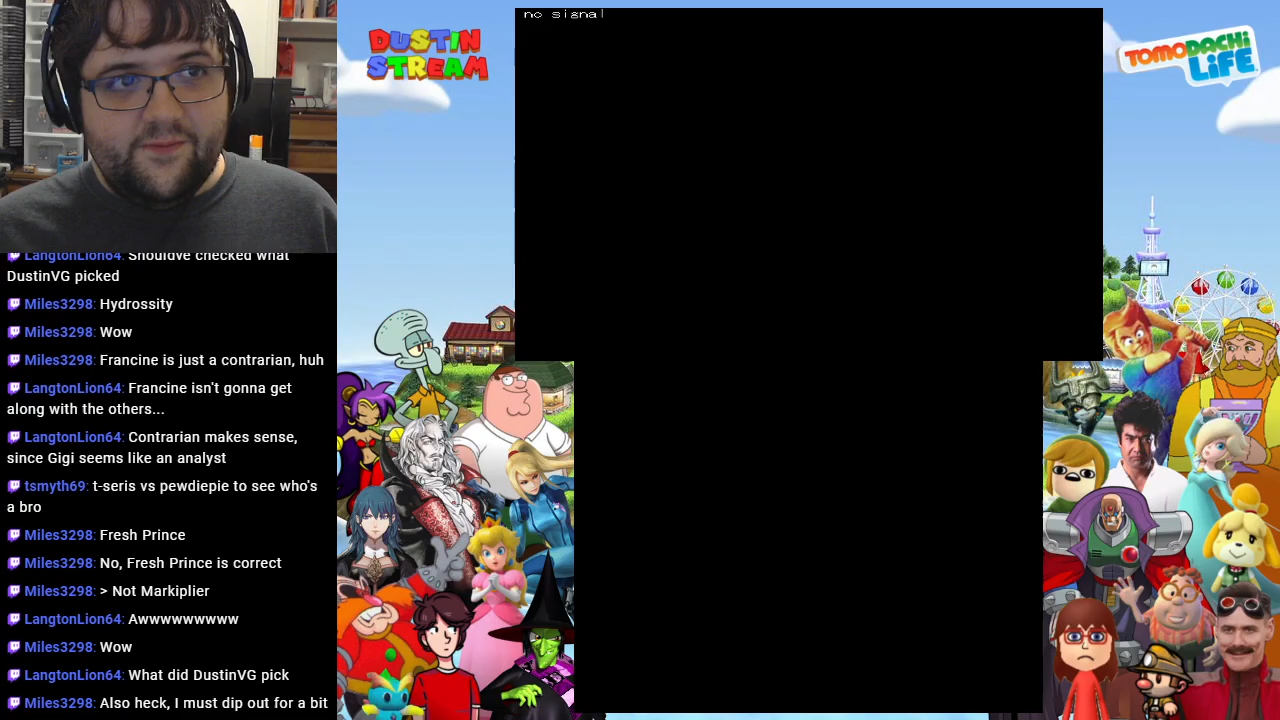 no signal
DUSTIN
STREAM
TOMODACHI
LiFE
LangtonLion64: Shouldve checked what
DustinVG picked
Miles3298: Hydrossity
Miles3298: Wow
Miles3298: Francine is just a contrarian, huh
LangtonLion64: Francine isn't gonna get
along with the others...
LangtonLion64: Contrarian makes sense,
since Gigi seems like an analyst
tsmyth69: t-seris vs pewdiepie to see who's
a bro
Miles3298: Fresh Prince
Miles3298: No, Fresh Prince is correct
Miles3298: > Not Markiplier
LangtonLion64: Awwwwwwwww
Miles3298: Wow
LangtonLion64: What did DustinVG pick
Miles3298: Also heck, I must dip out for a bit